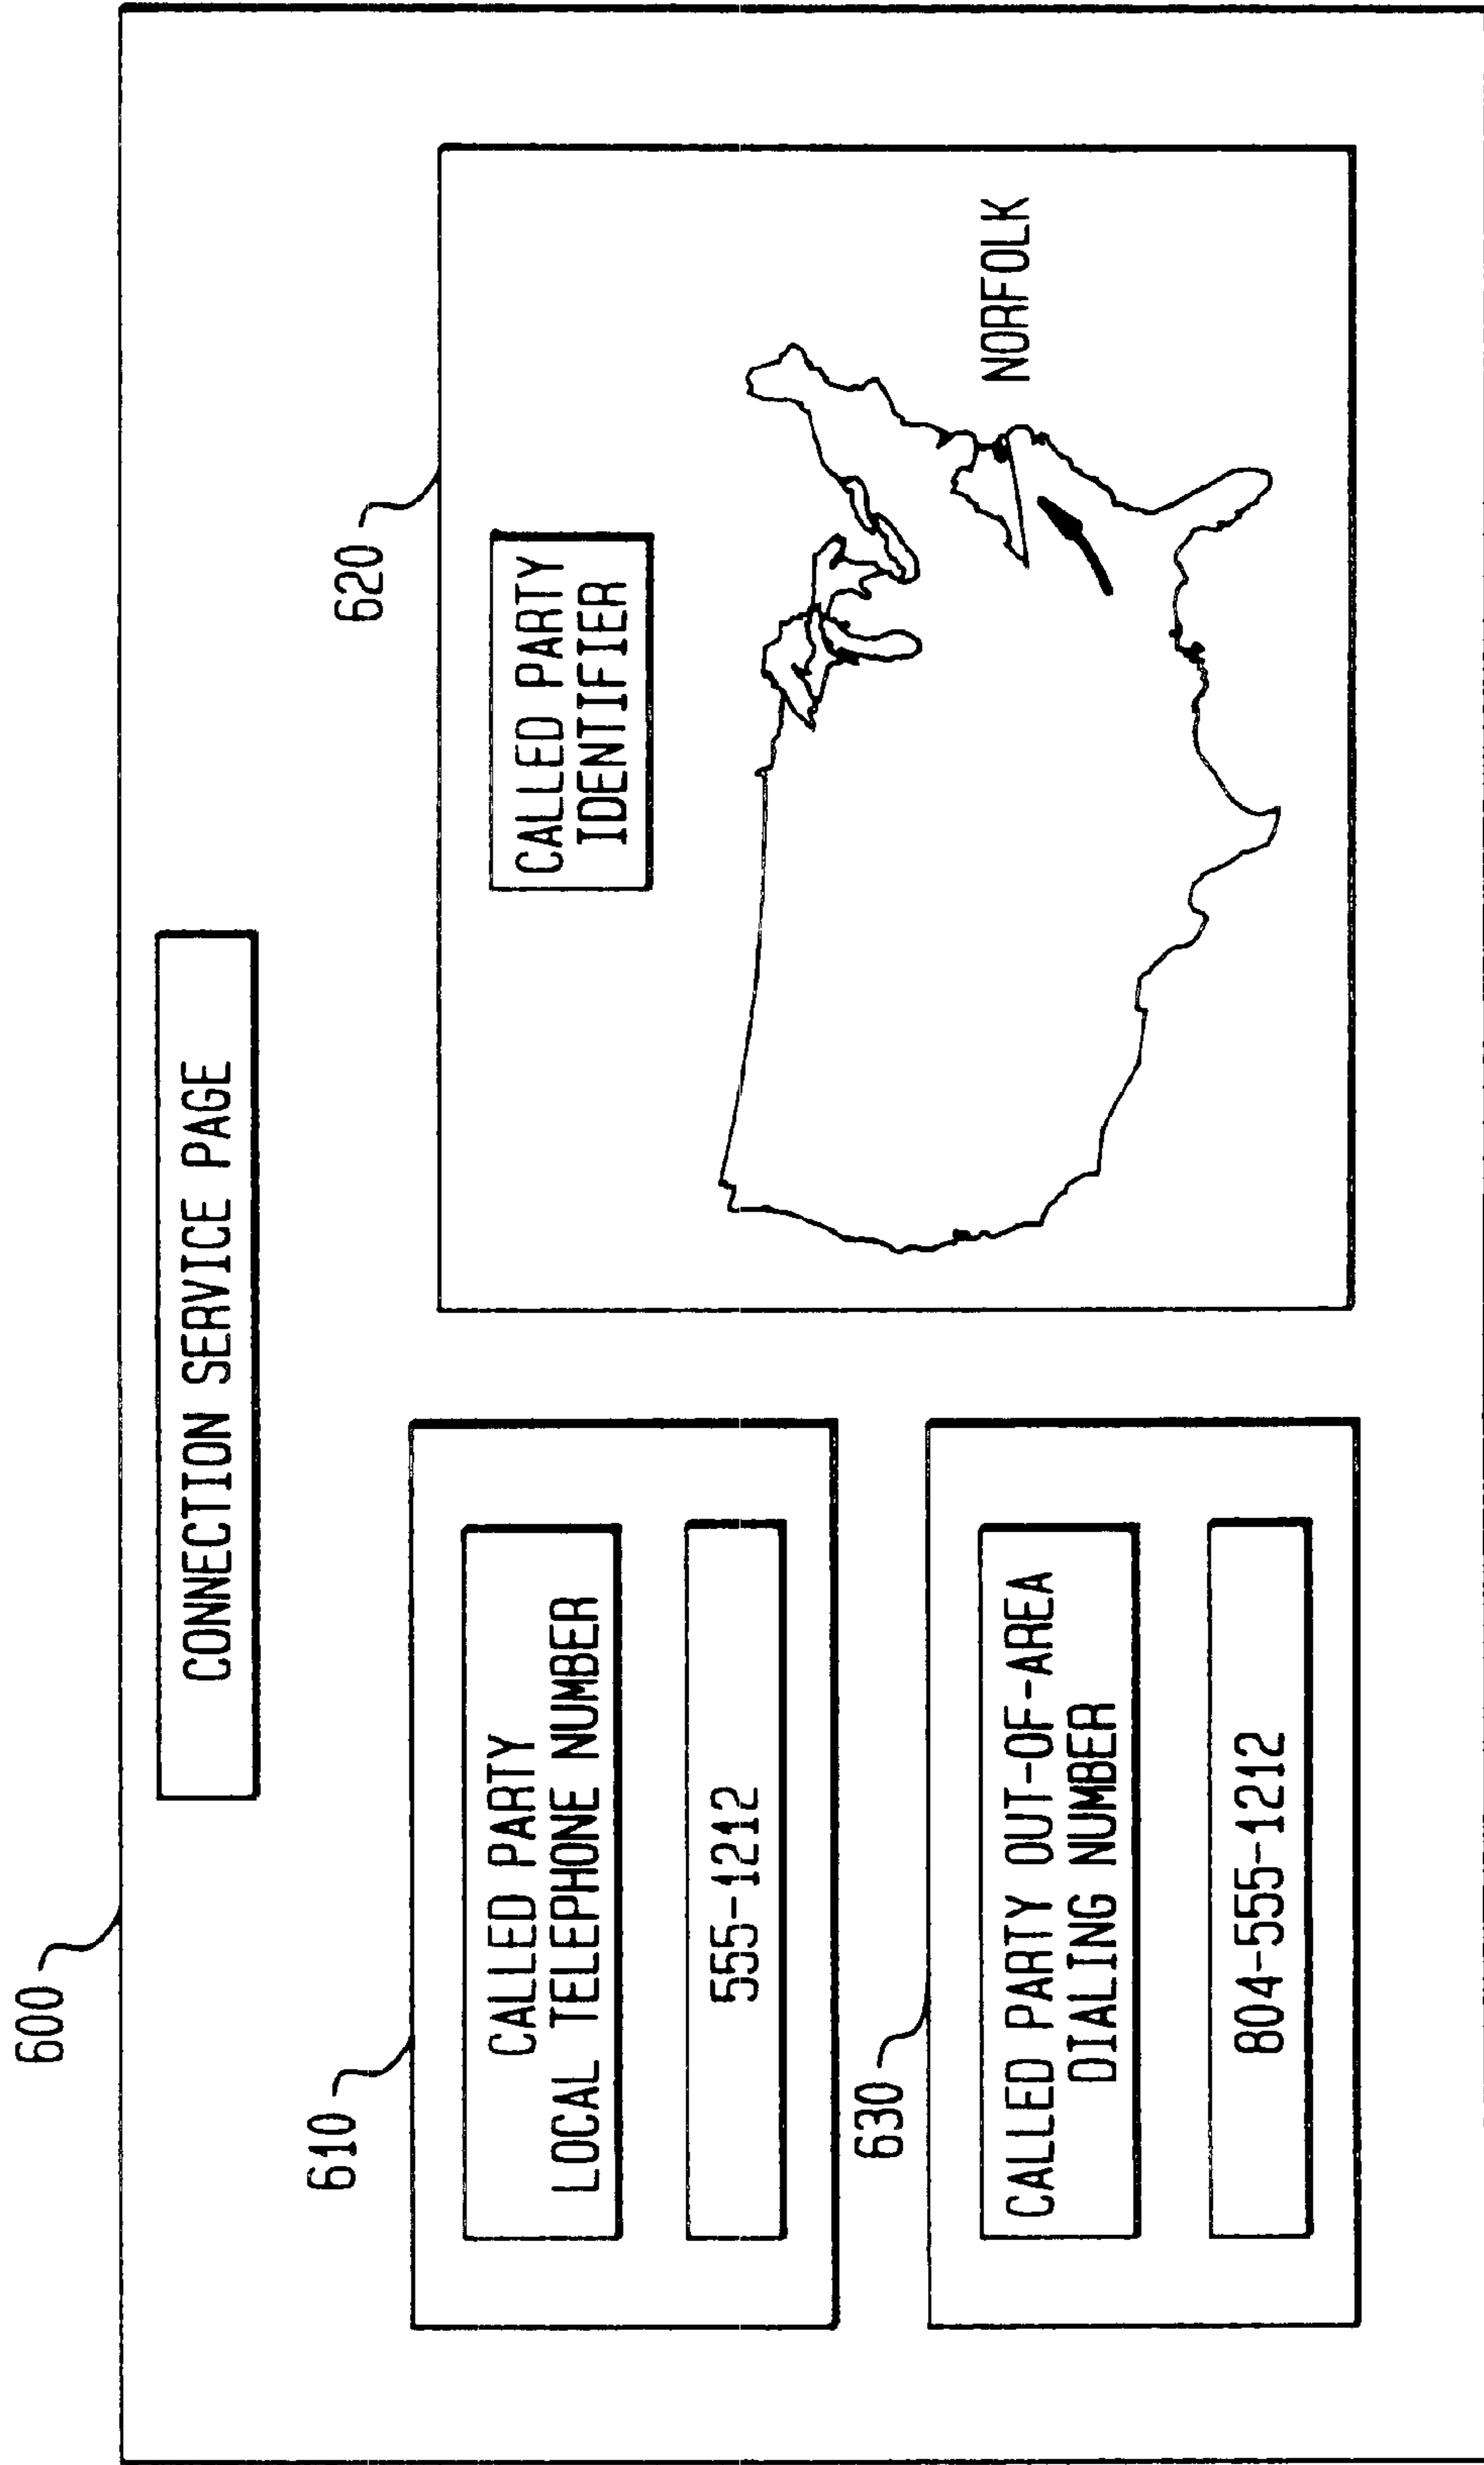 600
CONNECTION SERVICE PAGE
610
CALLED PARTY
LOCAL TELEPHONE NUMBER
555-1212
620
CALLED PARTY
IDENTIFIER
NORFOLK
630
CALLED PARTY OUT-OF-AREA
DIALING NUMBER
804-555-1212